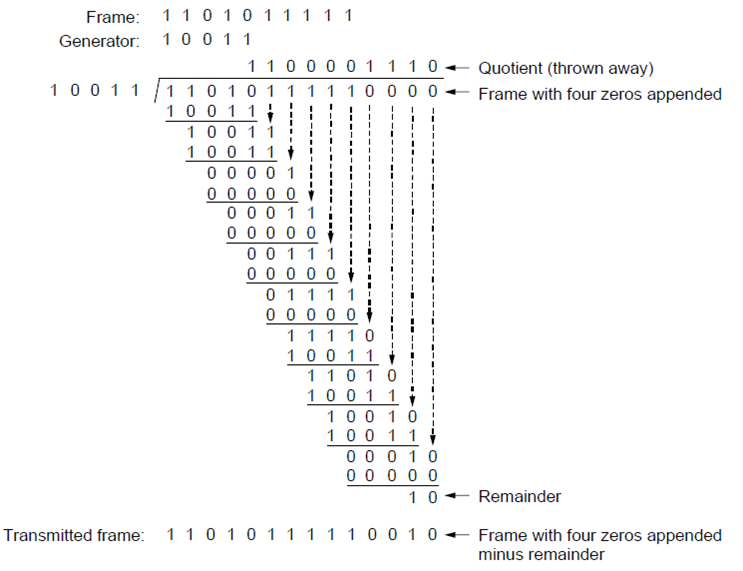 Frame: 1 1 0 1 0 1 1 1 1 1
Generator: 1 0 0 1 1
1 1 0 0 0 0 1 1 1 0 Quotient (thrown away)
1 0 0 1 1 1 1 0 1 0 1 1 1 1 1 0 0 0 0 Frame with four zeros appended
1 0 0 1 1
1 0 0 1 1
1 0 0 1 1
0 0 0 0 1
0 0 0 0 0
0 0 0 1 1
0 0 0 0 0
0 0 1 1 1
0 0 0 0 0
0 1 1 1 1
0 0 0 0 0
1 1 1 1 0
1 0 0 1 1
1 1 0 1 0
1 0 0 1 1
1 0 0 1 0
1 0 0 1 1
0 0 0 1 0
0 0 0 0 0
1 0 Remainder
Transmitted frame: 1 1 0 1 0 1 1 1 1 1 0 0 1 0 Frame with four zeros appended
minus remainder